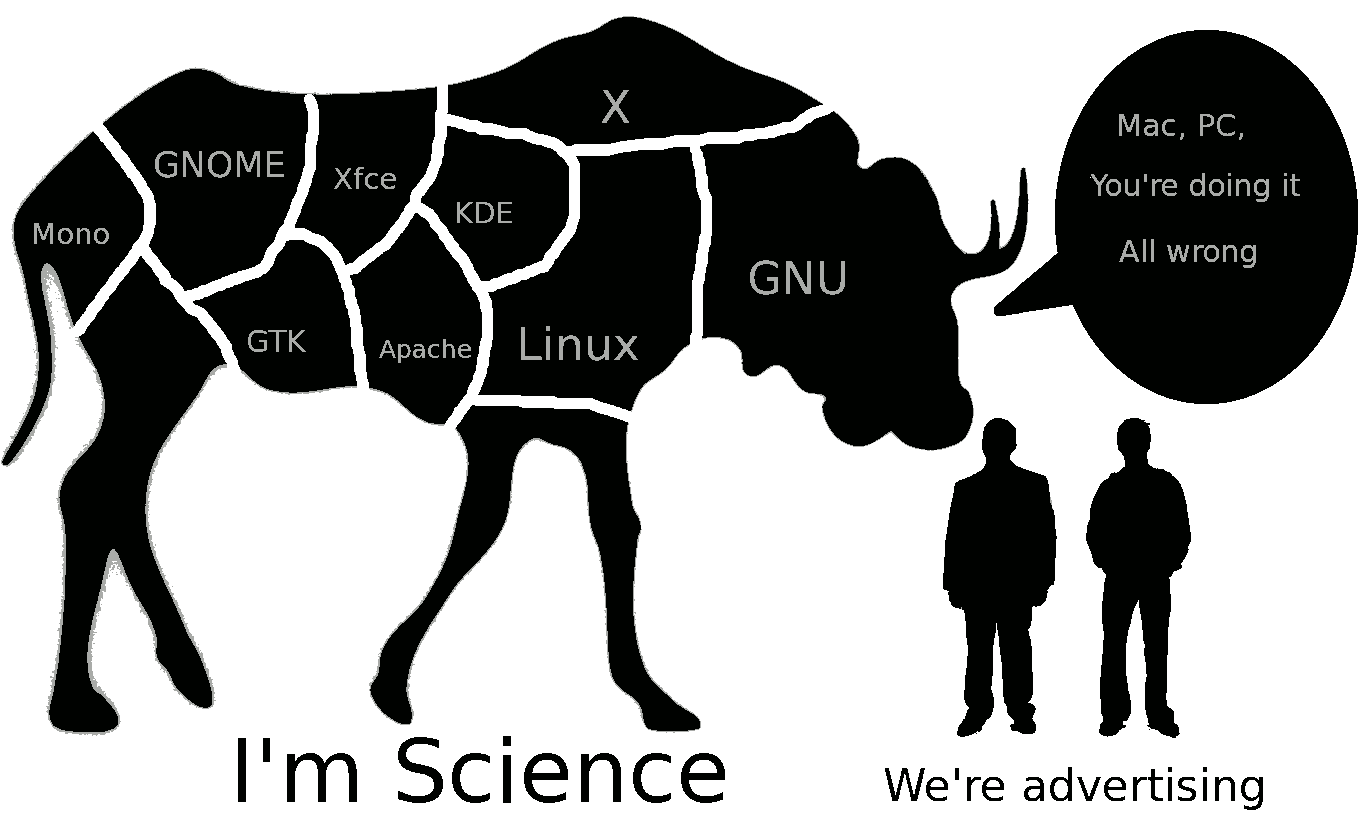 X
GNOME
Xfce
KDE
Mono
GNU
GTK
Apache
Linux
Mac, PC,
You're doing it
All wrong
I'm Science
We're advertising